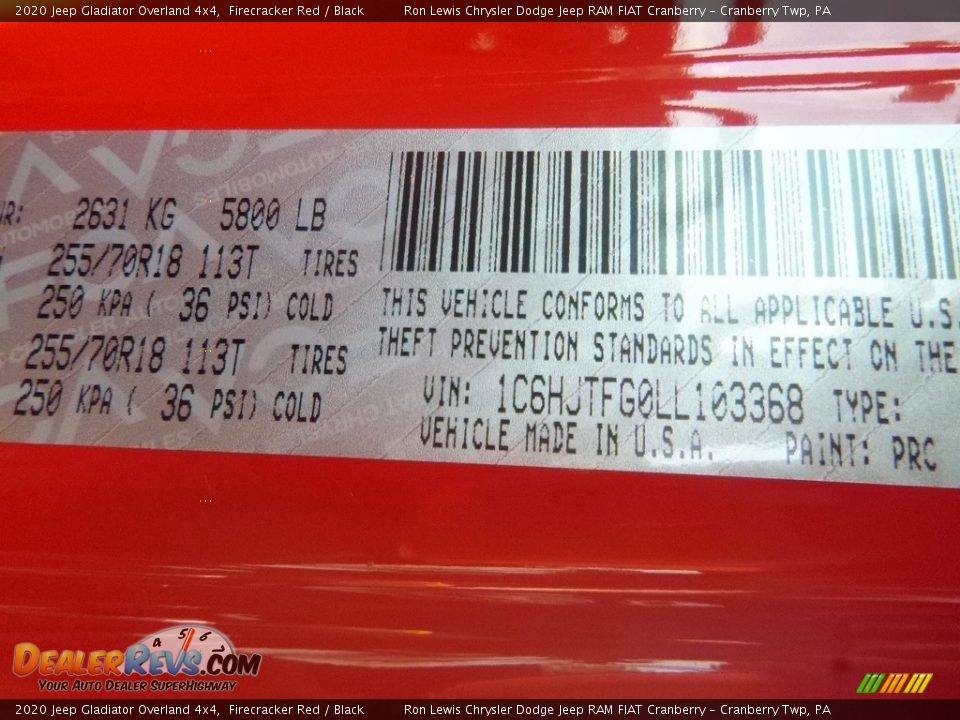 2020 Jeep Gladiator Overland 4x4,  Firecracker Red / Black    Ron Lewis Chrysler Dodge Jeep RAM FIAT Cranberry - Cranberry Twp, PA
2631 KG  5800 LB
255/70R18 113T  TIRES
250 KPA ( 36 PSI) COLD
255/70R18 113T  TIRES
250 KPA ( 36 PSI) COLD
THIS VEHICLE CONFORMS TO ALL APPLICABLE U.S.
THEFT PREVENTION STANDARDS IN EFFECT ON THE
VIN: 1C6HJTFG0LL103368  TYPE:
VEHICLE MADE IN U.S.A.  PAINT: PRC
4 5 6
DealerRevs.com
Your Auto Dealer SuperHighway
2020 Jeep Gladiator Overland 4x4,  Firecracker Red / Black    Ron Lewis Chrysler Dodge Jeep RAM FIAT Cranberry - Cranberry Twp, PA